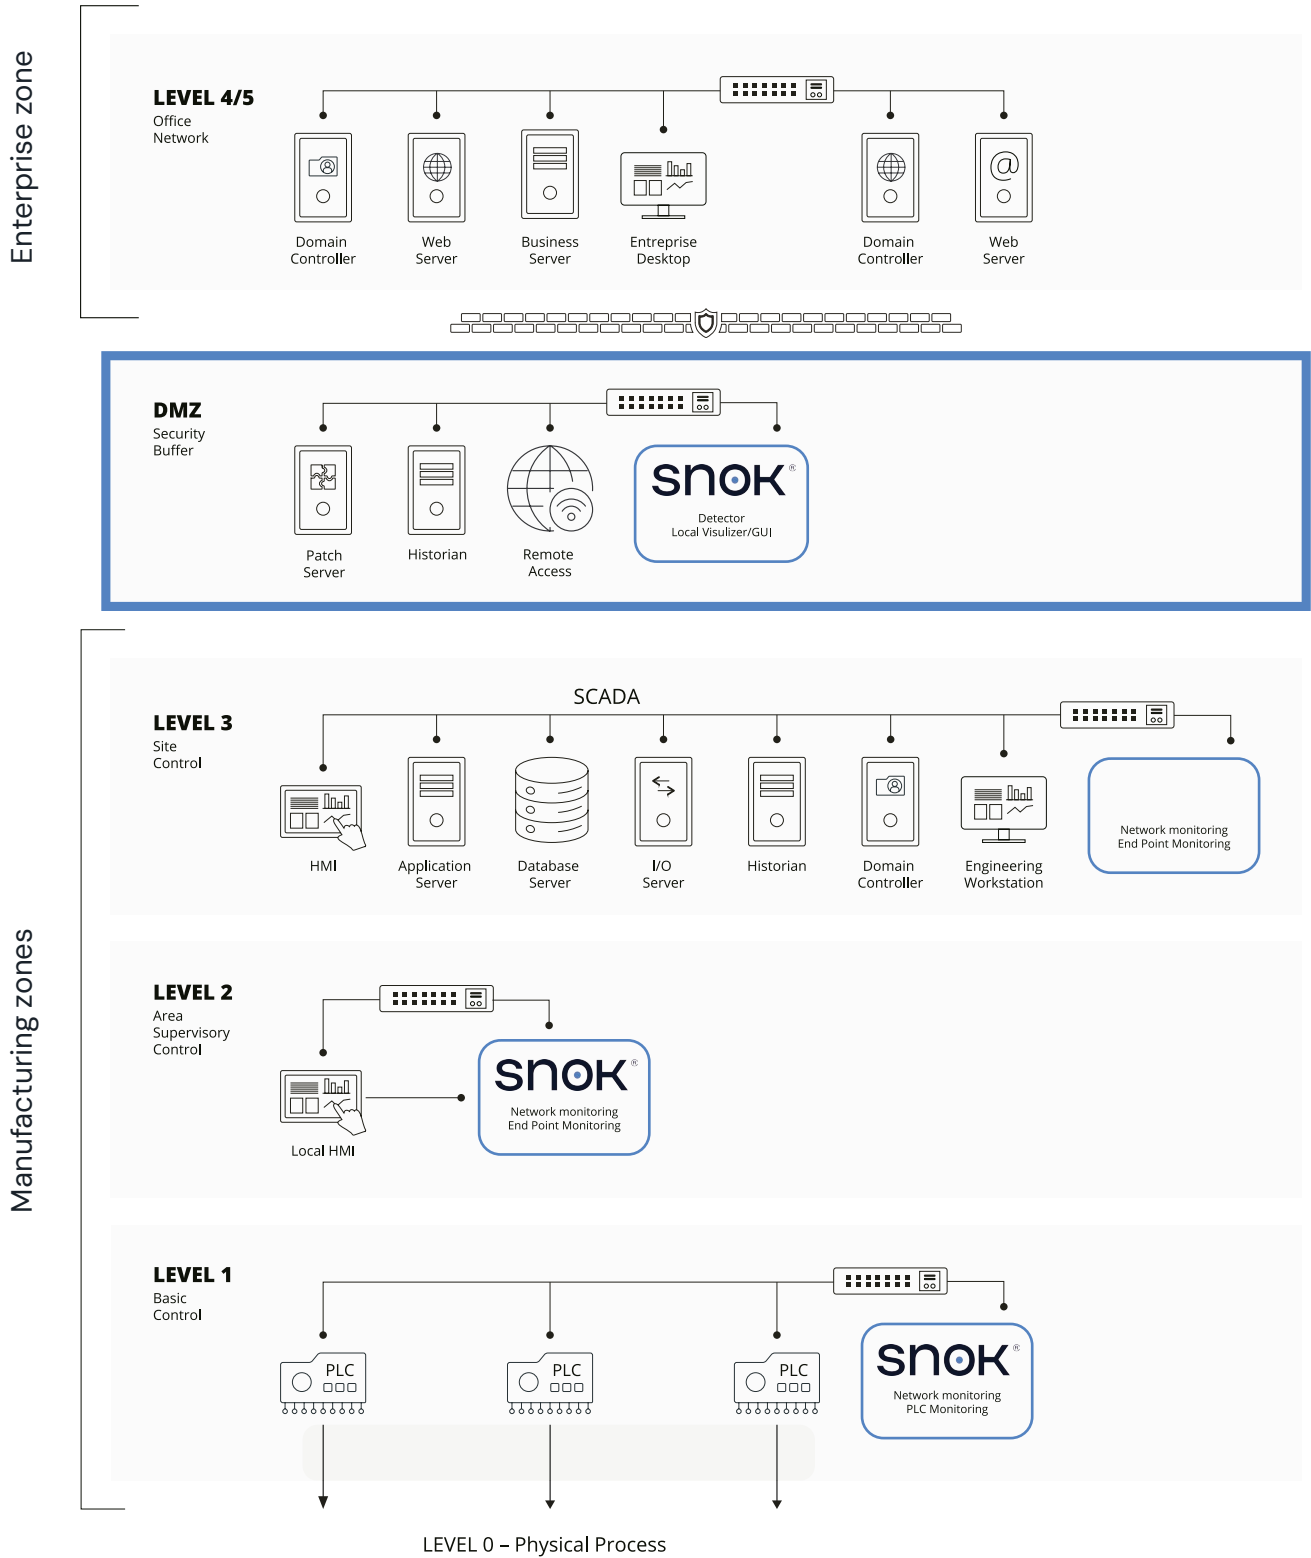 Enterprise zone
LEVEL 4/5
Office
Network
Domain
Controller
Web
Server
Business
Server
Entreprise
Desktop
Domain
Controller
@
Web
Server
DMZ
Security
Buffer
Patch
Server
Historian
Remote
Access
snok®
Detector
Local Visulizer/GUI
Manufacturing zones
SCADA
LEVEL 3
Site
Control
HMI
Application
Server
Database
Server
I/O
Server
Historian
Domain
Controller
Engineering
Workstation
Network monitoring
End Point Monitoring
LEVEL 2
Area
Supervisory
Control
Local HMI
snok®
Network monitoring
End Point Monitoring
LEVEL 1
Basic
Control
PLC
PLC
PLC
snok®
Network monitoring
PLC Monitoring
LEVEL 0 – Physical Process